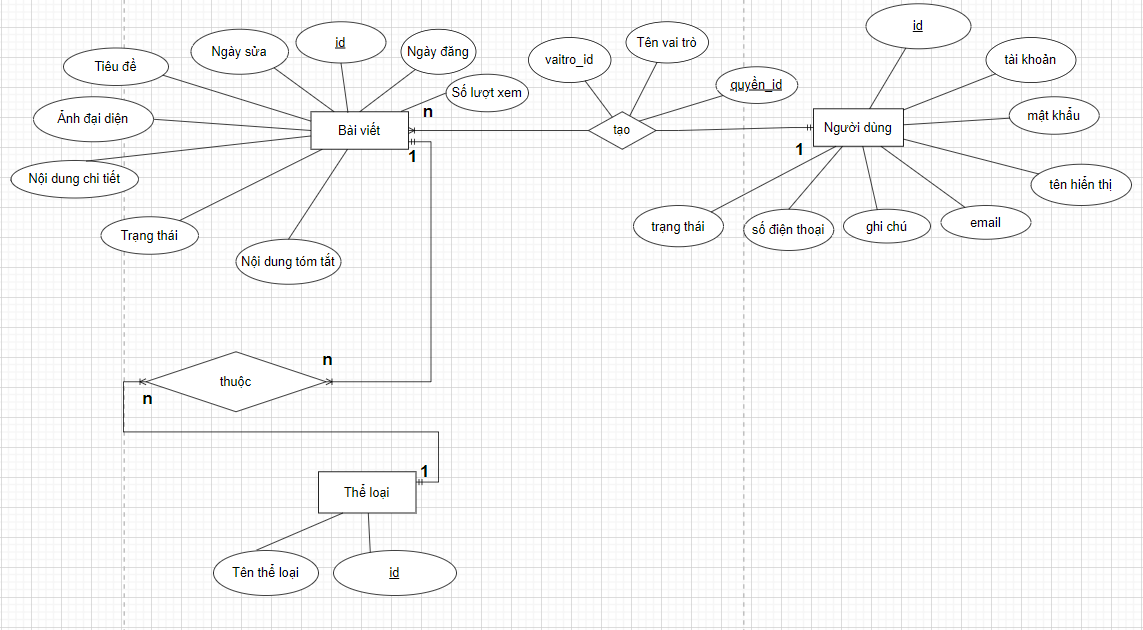 id
Ngày sửa
id
Ngày đăng
Tên vai trò
Tiêu đề
vaitro_id
tài khoản
quyền_id
Số lượt xem
Ảnh đại diện
n
mật khẩu
Bài viết
tạo
Người dùng
1
1
Nội dung chi tiết
tên hiển thị
Trạng thái
trạng thái
số điện thoại
ghi chú
email
Nội dung tóm tắt
n
thuộc
n
1
Thể loại
Tên thể loại
id